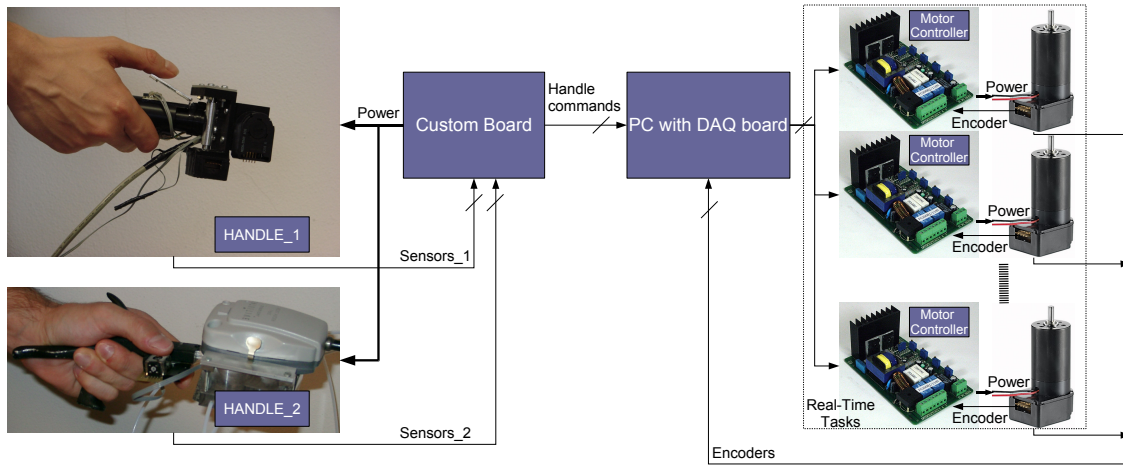 HANDLE_1
HANDLE_2
Power
Sensors_1
Sensors_2
Custom Board
Handle
commands
PC with DAQ board
Encoders
Motor
Controller
Power
Encoder
Motor
Controller
Power
Encoder
Motor
Controller
Power
Encoder
Real-Time
Tasks